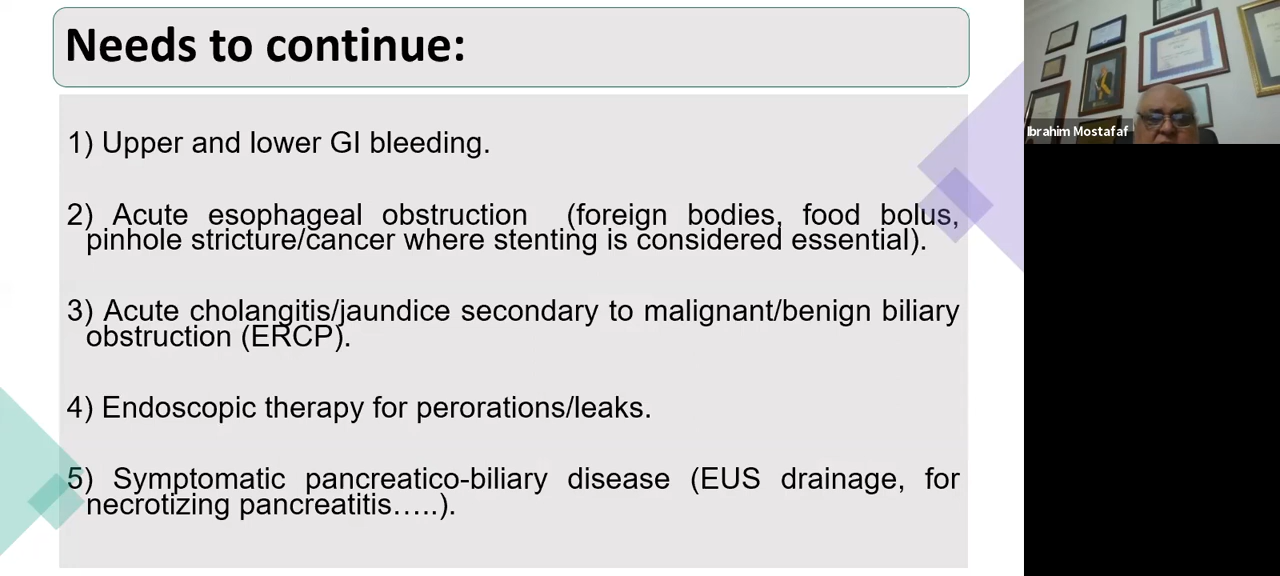 Needs to continue:
1) Upper and lower GI bleeding.
2) Acute esophageal obstruction (foreign bodies, food bolus,
pinhole stricture/cancer where stenting is considered essential).
3) Acute cholangitis/jaundice secondary to malignant/benign biliary
obstruction (ERCP).
4) Endoscopic therapy for perorations/leaks.
5) Symptomatic pancreatico-biliary disease (EUS drainage, for
necrotizing pancreatitis…..).
Ibrahim Mostafaf